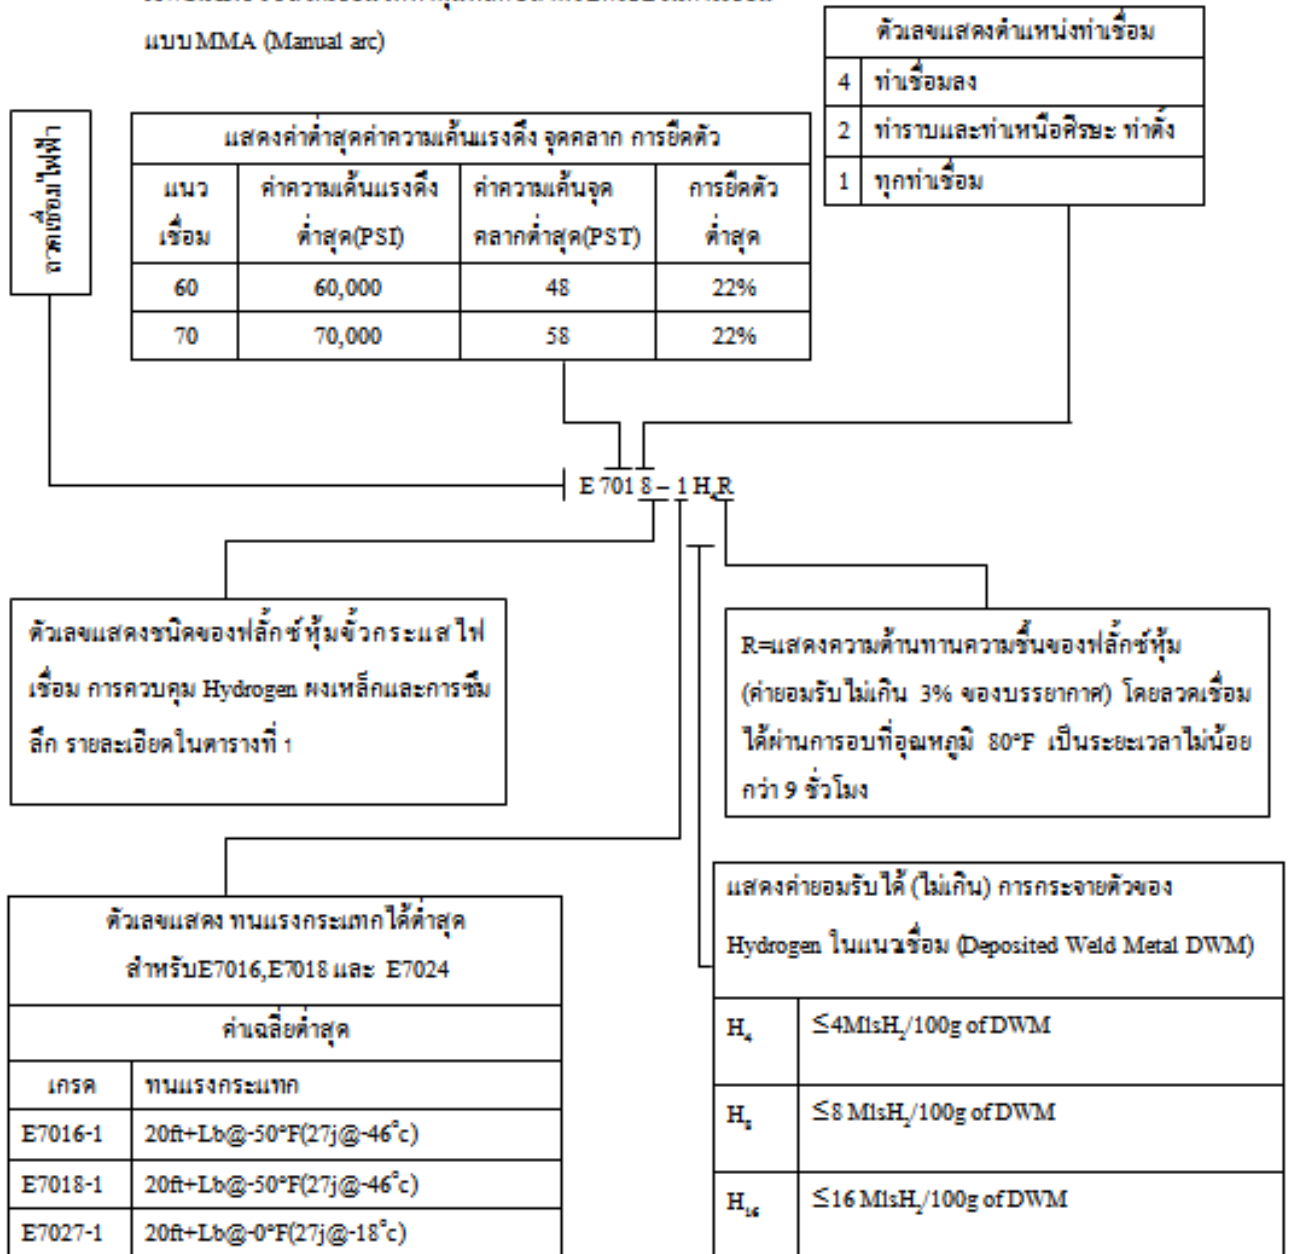 แบบ MMA (Manual arc)
ตัวเลขแสดงตำแหน่งท่าเชื่อม
4 ท่าเชื่อมลง
2 ท่าราบและท่าเหนือศีรษะ ท่าตั้ง
1 ทุกท่าเชื่อม
ลวดเชื่อมไฟฟ้า
แสดงค่าต่ำสุดค่าความเค้นแรงดึง จุดคลาก การยืดตัว
แนว ค่าความเค้นแรงดึง ค่าความเค้นจุด การยืดตัว
เชื่อม ต่ำสุด(PSI) คลากต่ำสุด(PST) ต่ำสุด
60 60,000 48 22%
70 70,000 58 22%
E 701 8 – 1 H₄R
ตัวเลขแสดงชนิดของฟลั๊กซ์หุ้มขั้วกระแสไฟ
เชื่อม การควบคุม Hydrogen ผงเหล็กและการซึม
ลึก รายละเอียดในตารางที่ 1
R=แสดงความต้านทานความชื้นของฟลั๊กซ์หุ้ม
(ค่ายอมรับไม่เกิน 3% ของบรรยากาศ) โดยลวดเชื่อม
ได้ผ่านการอบที่อุณหภูมิ 80°F เป็นระยะเวลาไม่น้อย
กว่า 9 ชั่วโมง
ตัวเลขแสดง ทนแรงกระแทกได้ต่ำสุด
สำหรับE7016,E7018 และ E7024
ค่าเฉลี่ยต่ำสุด
เกรด ทนแรงกระแทก
E7016-1 20ft+Lb@-50°F(27j@-46°c)
E7018-1 20ft+Lb@-50°F(27j@-46°c)
E7027-1 20ft+Lb@-0°F(27j@-18°c)
แสดงค่ายอมรับได้ (ไม่เกิน) การกระจายตัวของ
Hydrogen ในแนวเชื่อม (Deposited Weld Metal DWM)
H₄ ≤4MlsH₂/100g of DWM
H₈ ≤8 MlsH₂/100g of DWM
H₁₆ ≤16 MlsH₂/100g of DWM